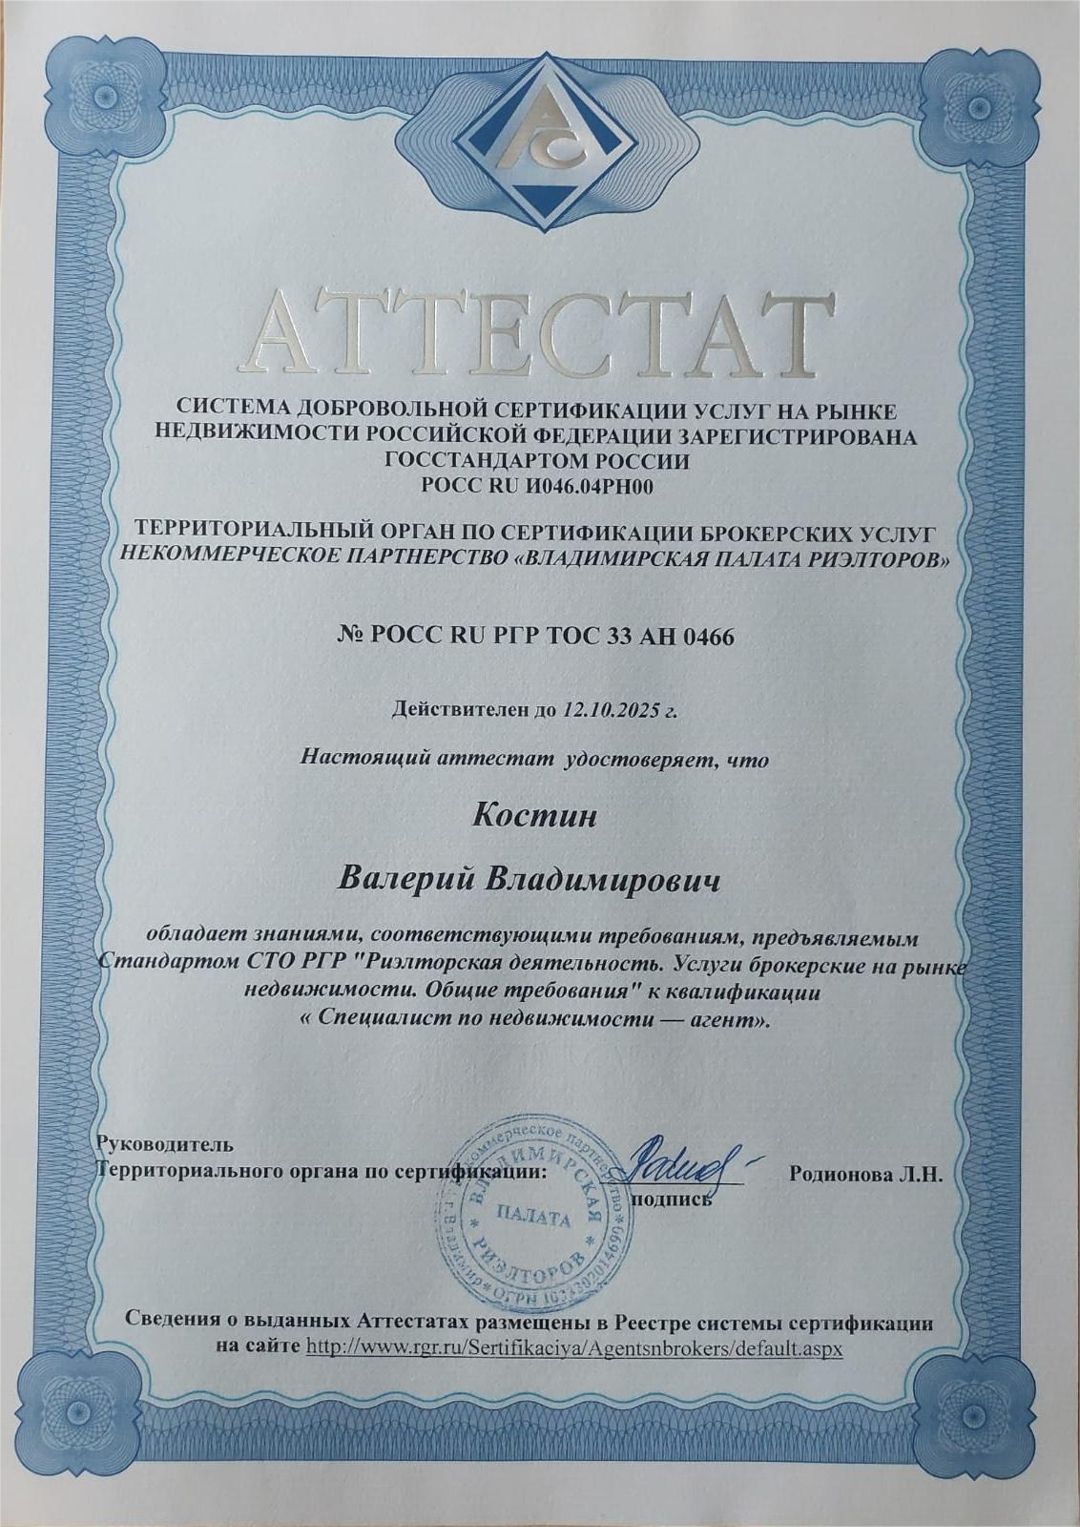 АС
АТТЕСТАТ
СИСТЕМА ДОБРОВОЛЬНОЙ СЕРТИФИКАЦИИ УСЛУГ НА РЫНКЕ
НЕДВИЖИМОСТИ РОССИЙСКОЙ ФЕДЕРАЦИИ ЗАРЕГИСТРИРОВАНА
ГОССТАНДАРТОМ РОССИИ
РОСС RU И046.04РН00
ТЕРРИТОРИАЛЬНЫЙ ОРГАН ПО СЕРТИФИКАЦИИ БРОКЕРСКИХ УСЛУГ
НЕКОММЕРЧЕСКОЕ ПАРТНЕРСТВО «ВЛАДИМИРСКАЯ ПАЛАТА РИЭЛТОРОВ»
№ РОСС RU РГР ТОС 33 АН 0466
Действителен до 12.10.2025 г.
Настоящий аттестат удостоверяет, что
Костин
Валерий Владимирович
обладает знаниями, соответствующими требованиям, предъявляемым
Стандартом СТО РГР "Риэлторская деятельность. Услуги брокерские на рынке
недвижимости. Общие требования" к квалификации
« Специалист по недвижимости — агент».
Руководитель
Территориального органа по сертификации:
Родионова Л.Н.
подпись
Некоммерческое партнерство
г.Владимир * ОГРН
ВЛАДИМИРСКАЯ
ПАЛАТА
* РИЭЛТОРОВ *
Сведения о выданных Аттестатах размещены в Реестре системы сертификации
на сайте http://www.rgr.ru/Sertifikaciya/Agentsnbrokers/default.aspx